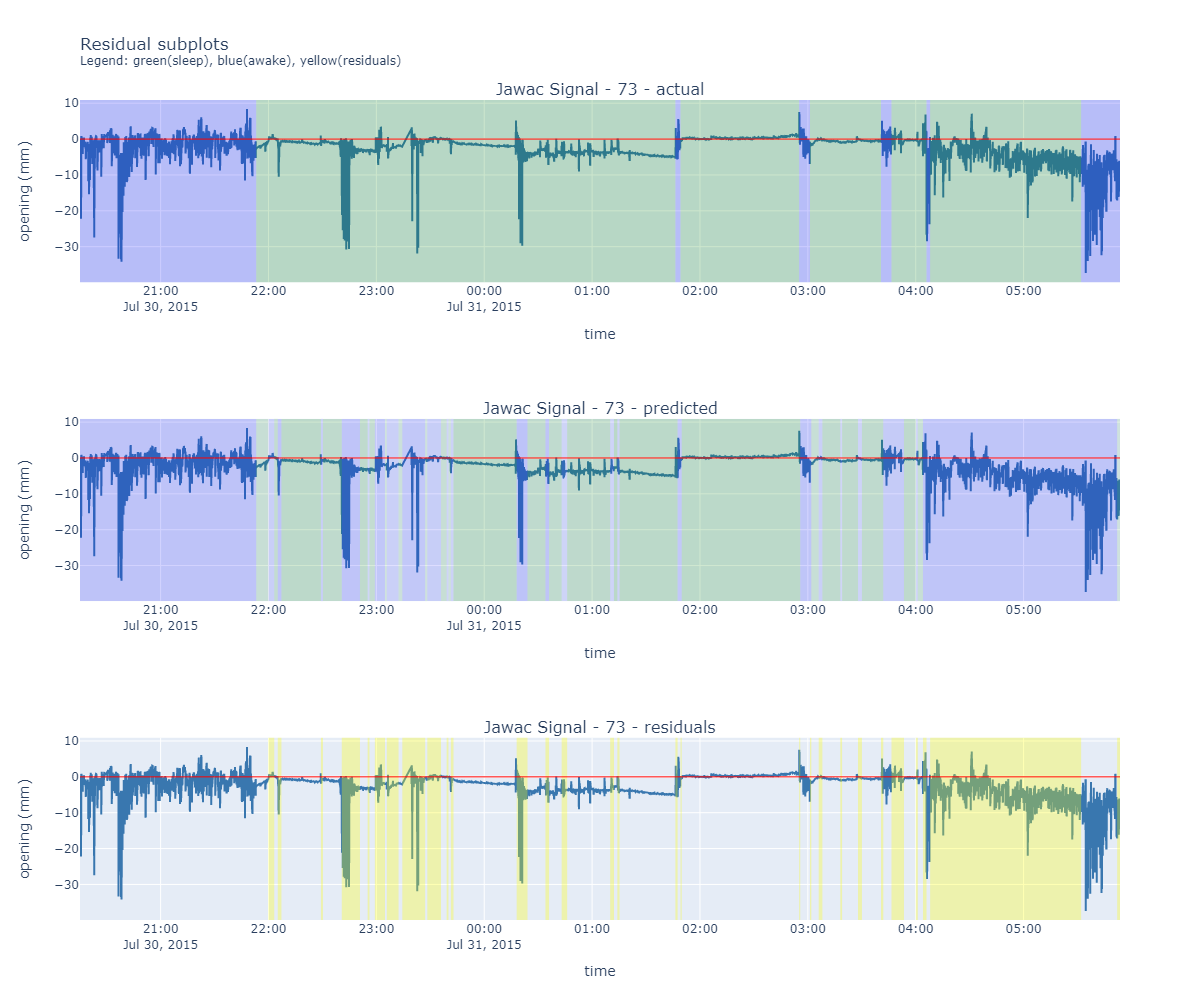 Residual subplots
Legend: green(sleep), blue(awake), yellow(residuals)
Jawac Signal - 73 - actual
10
0
−10
−20
−30
opening (mm)
21:00 22:00 23:00 00:00 01:00 02:00 03:00 04:00 05:00
Jul 30, 2015 Jul 31, 2015
time
Jawac Signal - 73 - predicted
10
0
−10
−20
−30
opening (mm)
21:00 22:00 23:00 00:00 01:00 02:00 03:00 04:00 05:00
Jul 30, 2015 Jul 31, 2015
time
Jawac Signal - 73 - residuals
10
0
−10
−20
−30
opening (mm)
21:00 22:00 23:00 00:00 01:00 02:00 03:00 04:00 05:00
Jul 30, 2015 Jul 31, 2015
time